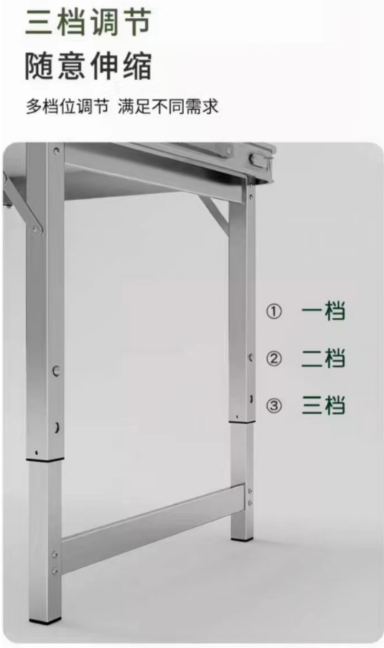 三档调节
随意伸缩
多档位调节 满足不同需求
① 一档
② 二档
③ 三档